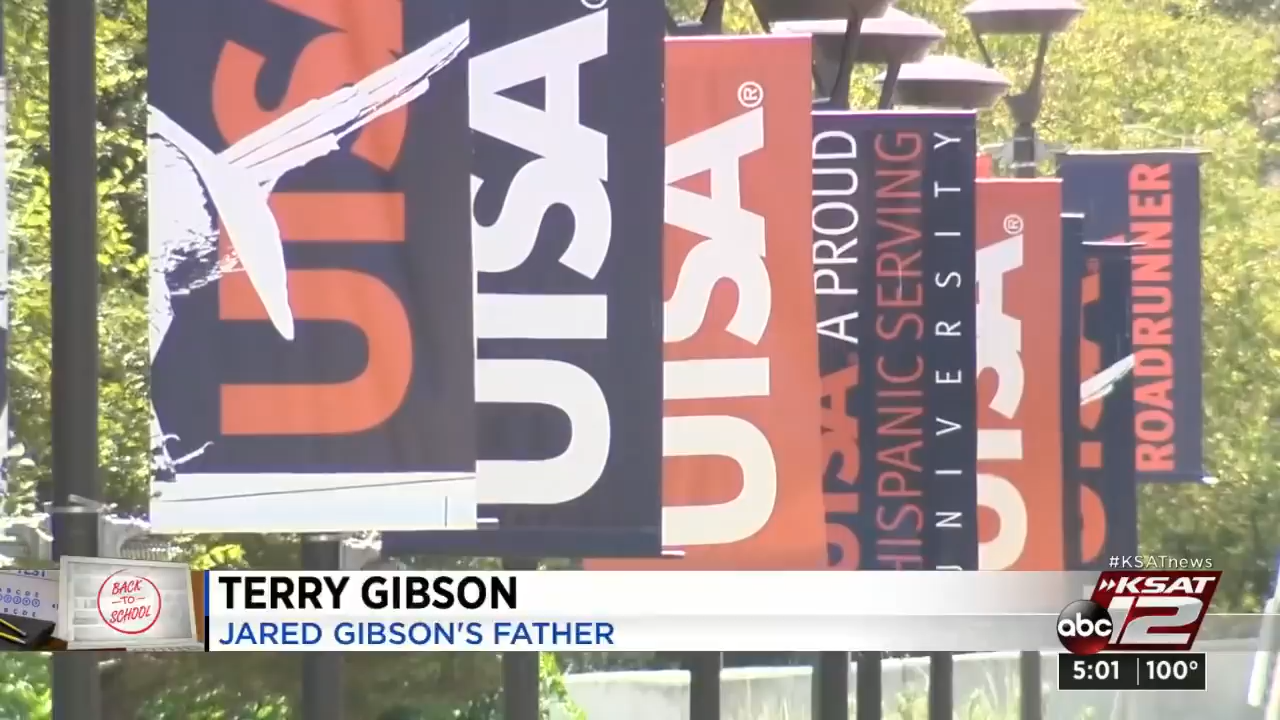 UTSA
UTSA®
UTSA®
UTSA. A PROUD
HISPANIC SERVING
UNIVERSITY
UTSA®
UTSA
ROADRUNNER
#KSATnews
KSAT
abc 12
5:01 100°
BACK
TO
SCHOOL
TERRY GIBSON
JARED GIBSON'S FATHER